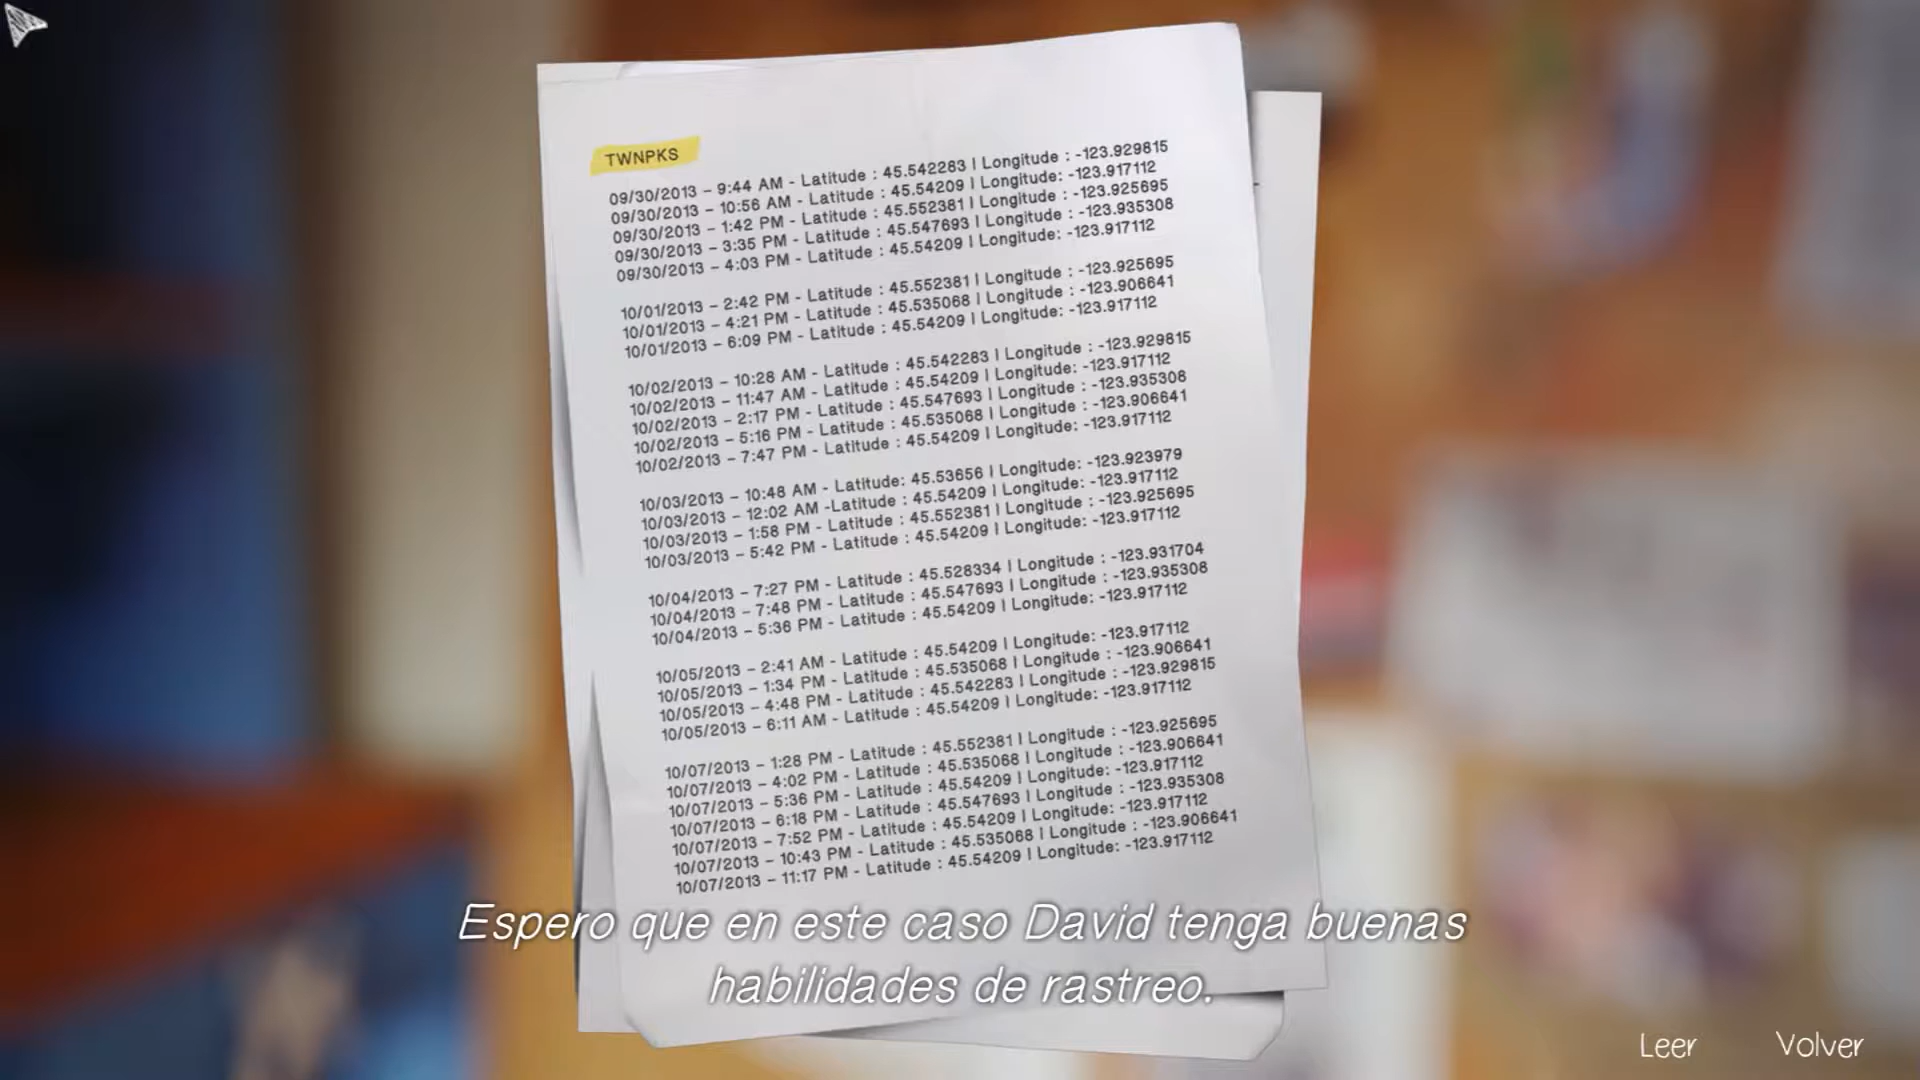 TWNPKS
09/30/2013 – 9:44 AM - Latitude : 45.542283 | Longitude : -123.929815
09/30/2013 – 10:56 AM - Latitude : 45.54209 | Longitude: -123.917112
09/30/2013 – 1:42 PM - Latitude : 45.552381 | Longitude : -123.925695
09/30/2013 – 3:35 PM - Latitude : 45.547693 | Longitude : -123.935308
09/30/2013 – 4:03 PM - Latitude : 45.54209 | Longitude: -123.917112
10/01/2013 – 2:42 PM - Latitude : 45.552381 | Longitude : -123.925695
10/01/2013 – 4:21 PM - Latitude : 45.535068 | Longitude : -123.906641
10/01/2013 – 6:09 PM - Latitude : 45.54209 | Longitude: -123.917112
10/02/2013 – 10:28 AM - Latitude : 45.542283 | Longitude : -123.929815
10/02/2013 – 11:47 AM - Latitude : 45.54209 | Longitude: -123.917112
10/02/2013 – 2:17 PM - Latitude : 45.547693 | Longitude : -123.935308
10/02/2013 – 5:16 PM - Latitude : 45.535068 | Longitude : -123.906641
10/02/2013 – 7:47 PM - Latitude : 45.54209 | Longitude: -123.917112
10/03/2013 – 10:48 AM - Latitude: 45.53656 | Longitude: -123.923979
10/03/2013 – 12:02 AM -Latitude : 45.54209 | Longitude: -123.917112
10/03/2013 – 1:58 PM - Latitude : 45.552381 | Longitude : -123.925695
10/03/2013 – 5:42 PM - Latitude : 45.54209 | Longitude: -123.917112
10/04/2013 – 7:27 PM - Latitude : 45.528334 | Longitude : -123.931704
10/04/2013 – 7:48 PM - Latitude : 45.547693 | Longitude : -123.935308
10/04/2013 – 5:36 PM - Latitude : 45.54209 | Longitude: -123.917112
10/05/2013 – 2:41 AM - Latitude : 45.54209 | Longitude: -123.917112
10/05/2013 – 1:34 PM - Latitude : 45.535068 | Longitude : -123.906641
10/05/2013 – 4:48 PM - Latitude : 45.542283 | Longitude : -123.929815
10/05/2013 – 6:11 AM - Latitude : 45.54209 | Longitude: -123.917112
10/07/2013 – 1:28 PM - Latitude : 45.552381 | Longitude : -123.925695
10/07/2013 – 4:02 PM - Latitude : 45.535068 | Longitude : -123.906641
10/07/2013 – 5:36 PM - Latitude : 45.54209 | Longitude: -123.917112
10/07/2013 – 6:18 PM - Latitude : 45.547693 | Longitude : -123.935308
10/07/2013 – 7:52 PM - Latitude : 45.54209 | Longitude: -123.917112
10/07/2013 – 10:43 PM - Latitude : 45.535068 | Longitude : -123.906641
10/07/2013 – 11:17 PM - Latitude : 45.54209 | Longitude: -123.917112
Espero que en este caso David tenga buenas
habilidades de rastreo.
Leer Volver